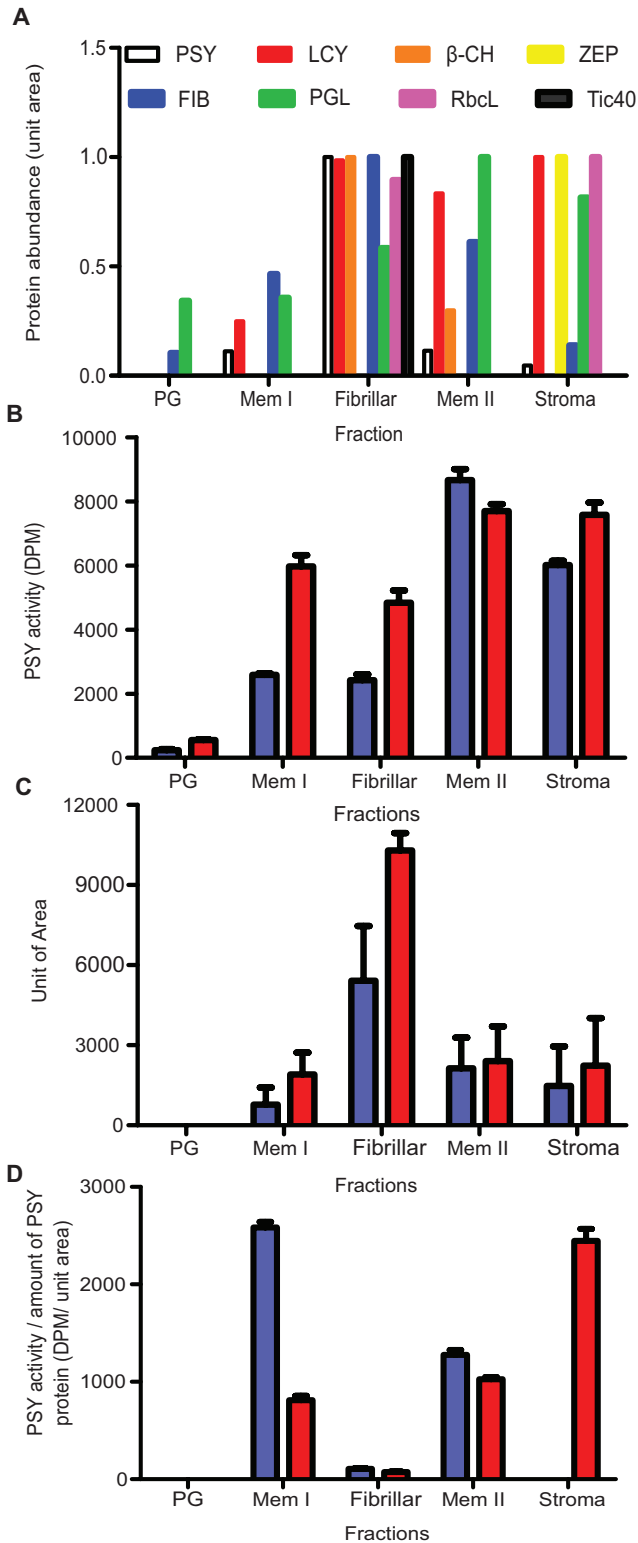 A
1.5
PSY LCY β-CH ZEP
FIB PGL RbcL Tic40
1.0
0.5
0.0
Protein abundance (unit area)
PG Mem I Fibrillar Mem II Stroma
Fraction
B
10000
8000
6000
4000
2000
0
PSY activity (DPM)
PG Mem I Fibrillar Mem II Stroma
Fractions
C
12000
9000
6000
3000
0
Unit of Area
PG Mem I Fibrillar Mem II Stroma
Fractions
D
3000
2000
1000
0
PSY activity / amount of PSY
protein (DPM/ unit area)
PG Mem I Fibrillar Mem II Stroma
Fractions